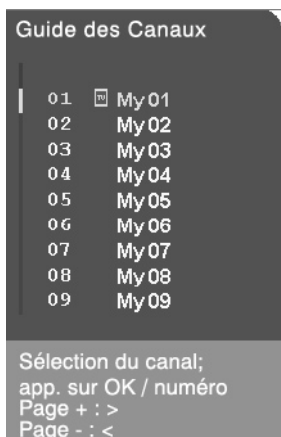 Guide des Canaux
01 TV My01
02 My02
03 My03
04 My04
05 My05
06 My06
07 My07
08 My08
09 My09
Sélection du canal;
app. sur OK / numéro
Page + : >
Page - : <